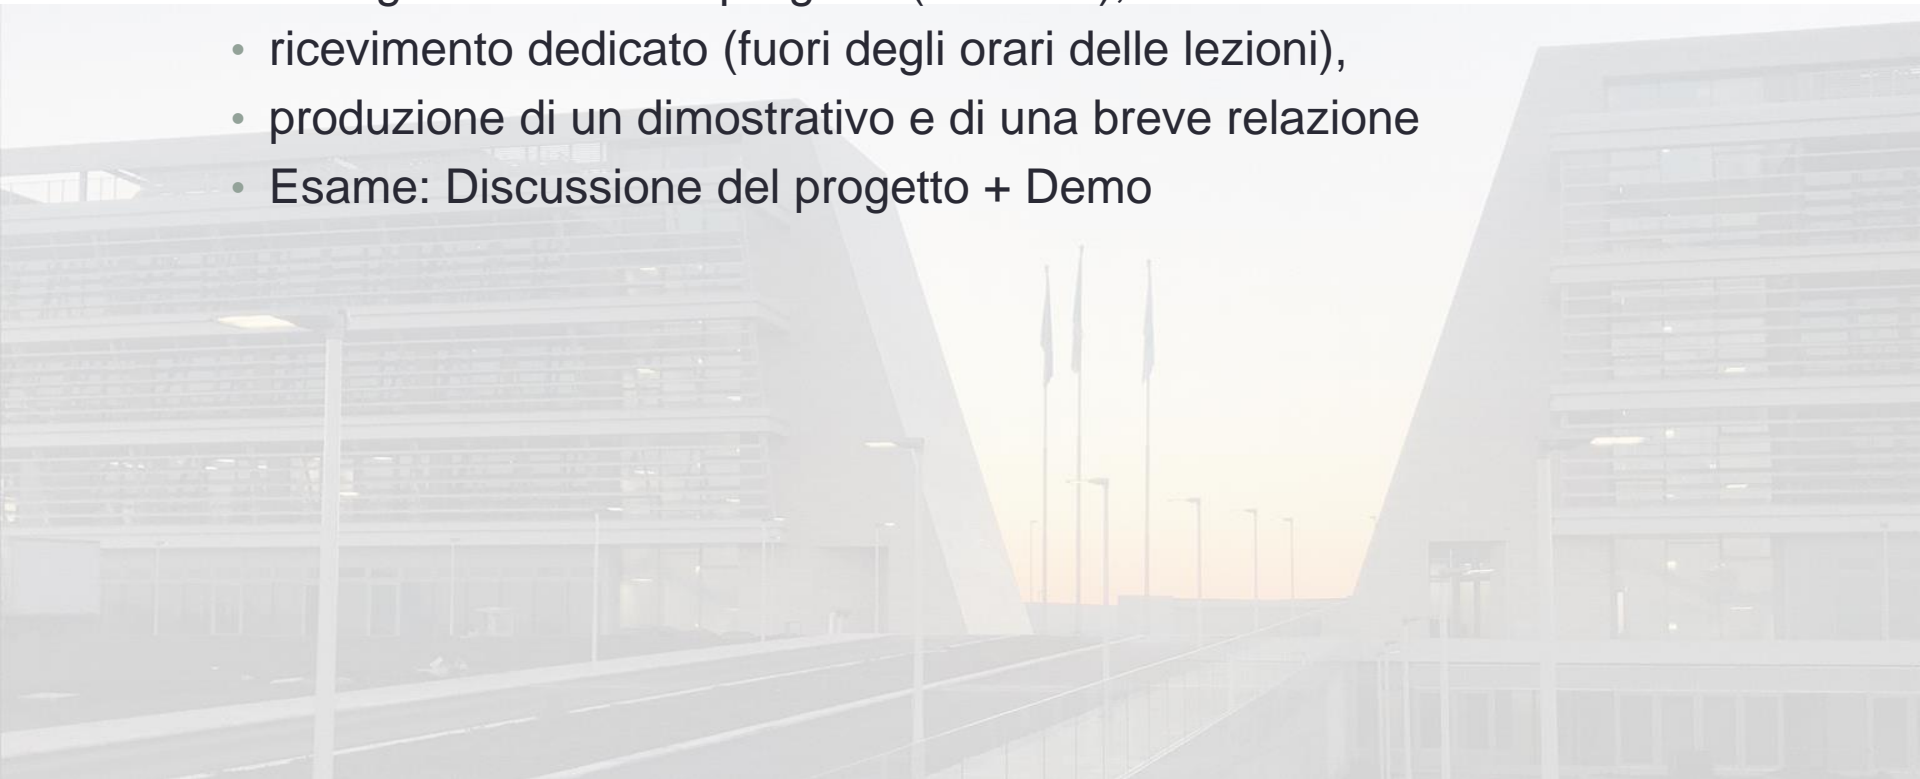 • ricevimento dedicato (fuori degli orari delle lezioni),
• produzione di un dimostrativo e di una breve relazione
• Esame: Discussione del progetto + Demo